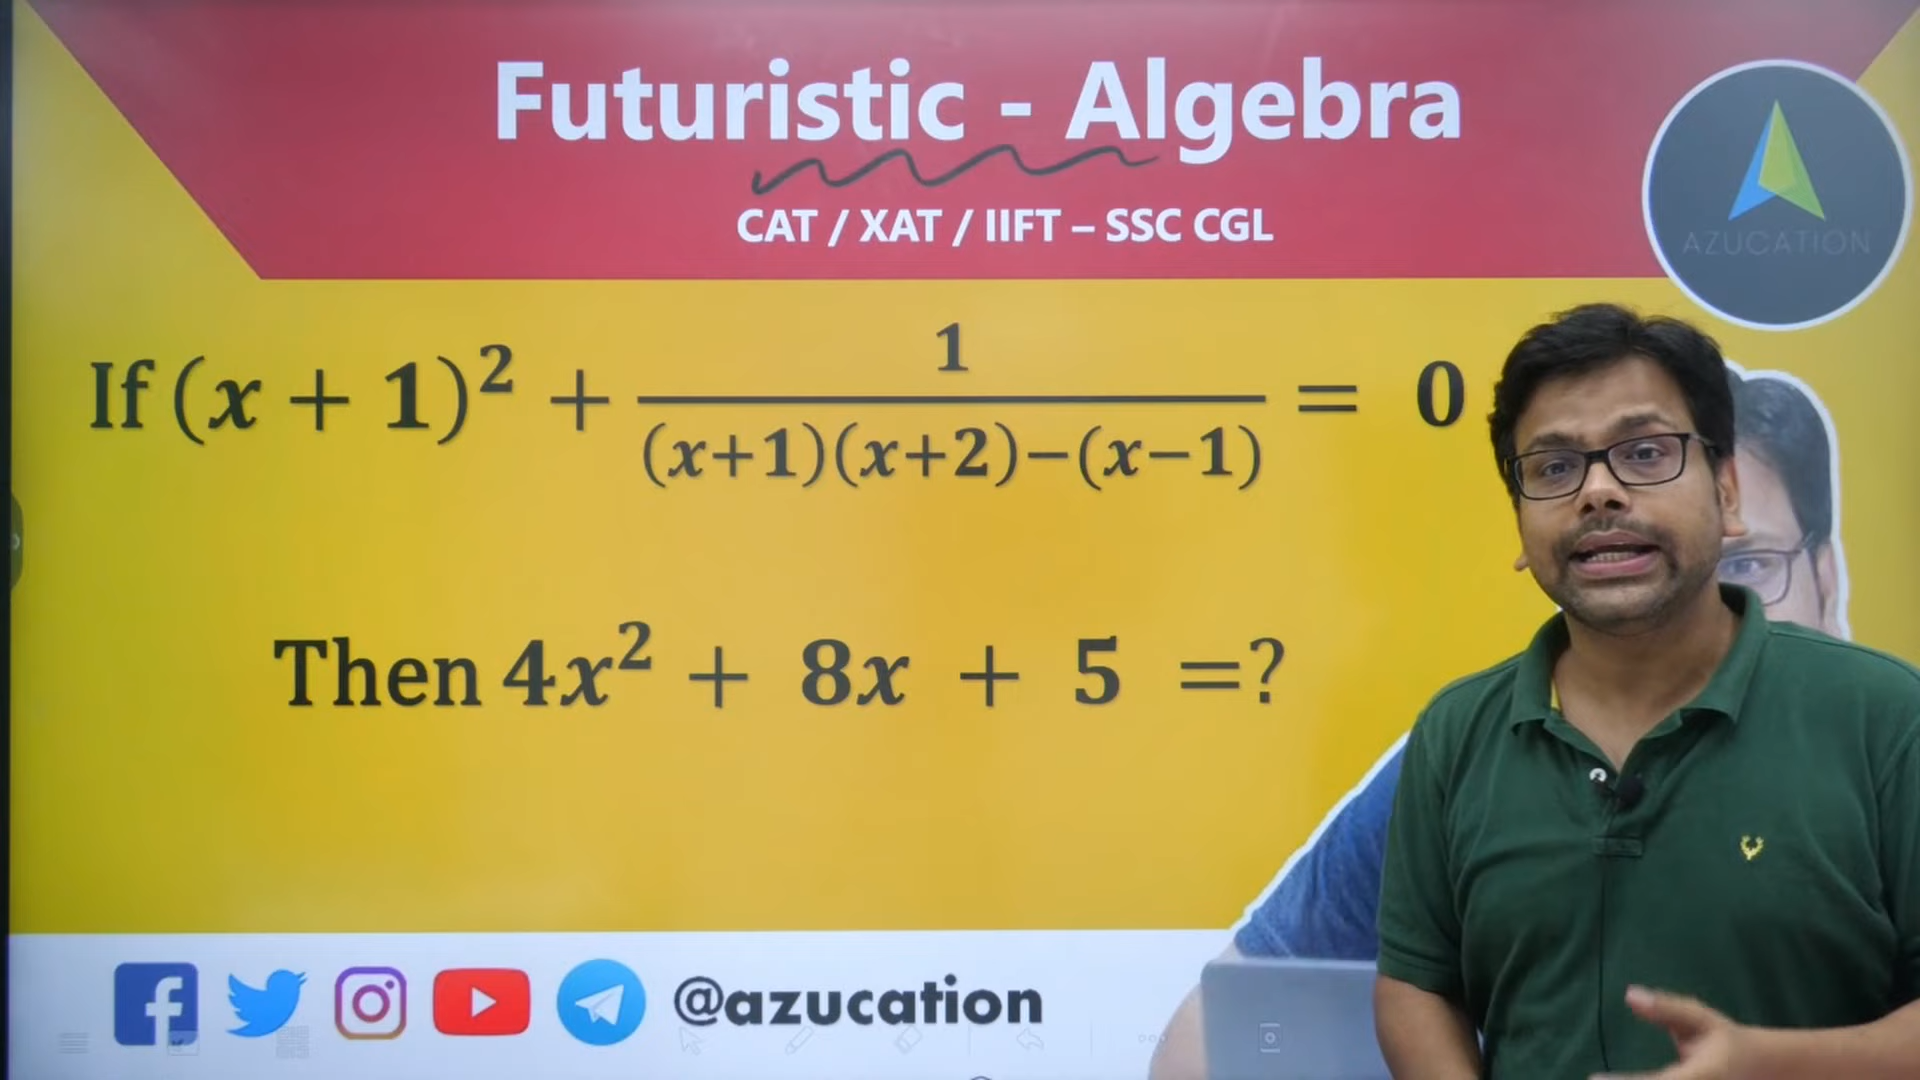 Futuristic - Algebra
CAT / XAT / IIFT – SSC CGL
AZUCATION
If (x + 1)² + 1/((x+1)(x+2)−(x−1)) = 0
Then 4x² + 8x + 5 =?
@azucation